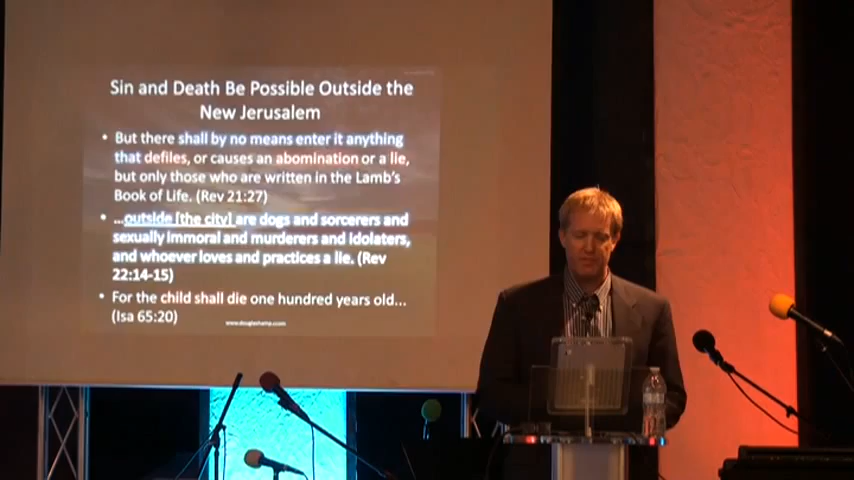 Sin and Death Be Possible Outside the
New Jerusalem
• But there shall by no means enter it anything
that defiles, or causes an abomination or a lie,
but only those who are written in the Lamb's
Book of Life. (Rev 21:27)
• ...outside [the city] are dogs and sorcerers and
sexually immoral and murderers and idolaters,
and whoever loves and practices a lie. (Rev
22:14-15)
• For the child shall die one hundred years old...
(Isa 65:20)
www.douglashamp.com